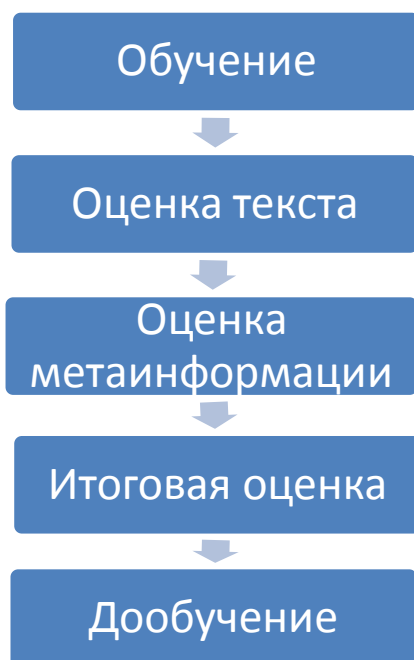 Обучение
Оценка текста
Оценка
метаинформации
Итоговая оценка
Дообучение